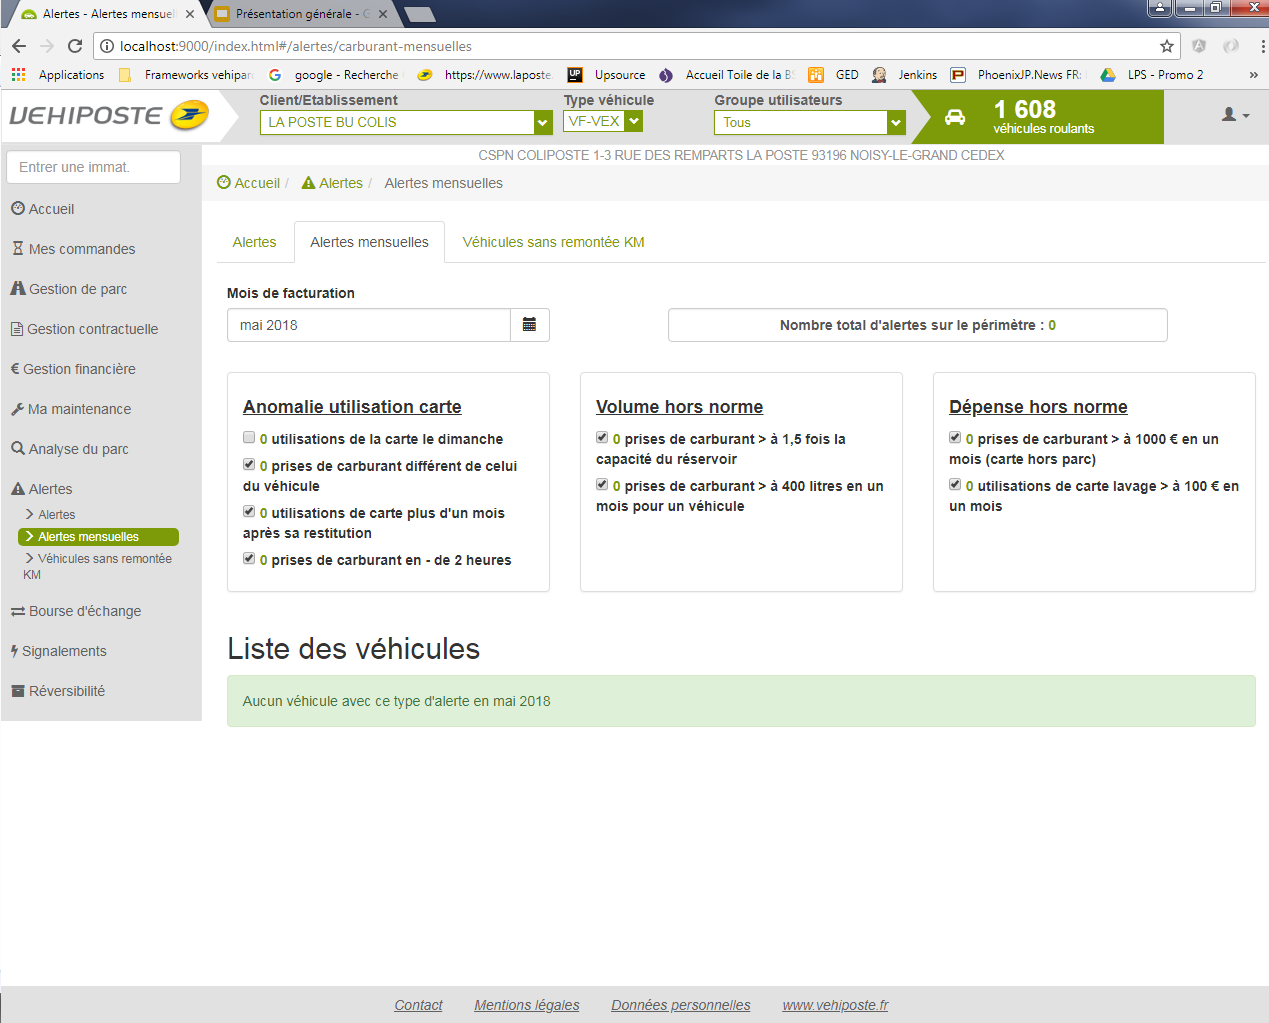 Alertes - Alertes mensuel
Présentation générale - G
localhost:9000/index.html#/alertes/carburant-mensuelles
Applications
Frameworks vehipar
google - Recherche
https://www.laposte.
Upsource
Accueil Toile de la B
GED
Jenkins
PhoenixJP.News FR:
LPS - Promo 2
»
VEHIPOSTE
Client/Etablissement
Type véhicule
Groupe utilisateurs
LA POSTE BU COLIS
VF-VEX
Tous
1 608
véhicules roulants
CSPN COLIPOSTE 1-3 RUE DES REMPARTS LA POSTE 93196 NOISY-LE-GRAND CEDEX
Entrer une immat.
Accueil / Alertes / Alertes mensuelles
Accueil
Mes commandes
Gestion de parc
Gestion contractuelle
€ Gestion financière
Ma maintenance
Analyse du parc
Alertes
Alertes
Alertes mensuelles
Véhicules sans remontée
KM
Bourse d'échange
Signalements
Réversibilité
Alertes
Alertes mensuelles
Véhicules sans remontée KM
Mois de facturation
mai 2018
Nombre total d'alertes sur le périmètre : 0
Anomalie utilisation carte
0 utilisations de la carte le dimanche
0 prises de carburant différent de celui
du véhicule
0 utilisations de carte plus d'un mois
après sa restitution
0 prises de carburant en - de 2 heures
Volume hors norme
0 prises de carburant > à 1,5 fois la
capacité du réservoir
0 prises de carburant > à 400 litres en un
mois pour un véhicule
Dépense hors norme
0 prises de carburant > à 1000 € en un
mois (carte hors parc)
0 utilisations de carte lavage > à 100 € en
un mois
Liste des véhicules
Aucun véhicule avec ce type d'alerte en mai 2018
Contact
Mentions légales
Données personnelles
www.vehiposte.fr